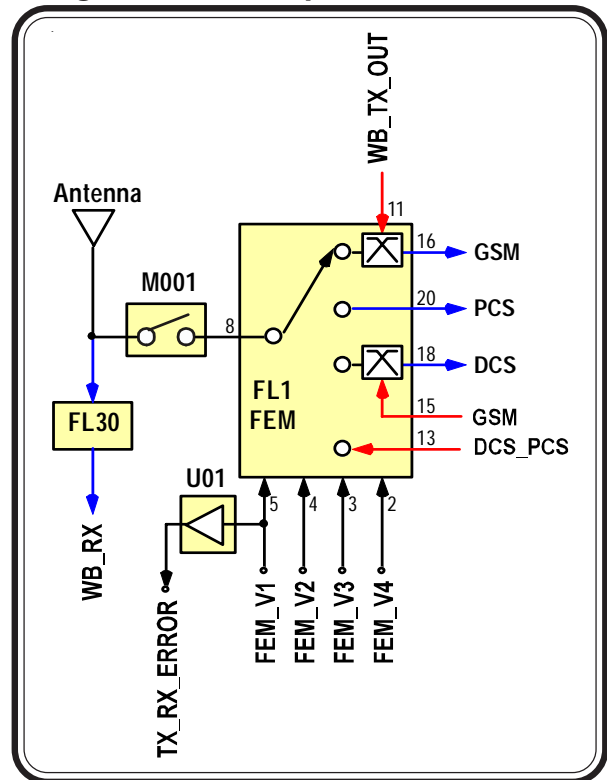 WB_TX_OUT
Antenna
11
16
GSM
M001
20
PCS
8
18
DCS
FL1
FEM
15
GSM
FL30
13
DCS_PCS
U01
5
4
3
2
WB_RX
TX_RX_ERROR
FEM_V1
FEM_V2
FEM_V3
FEM_V4